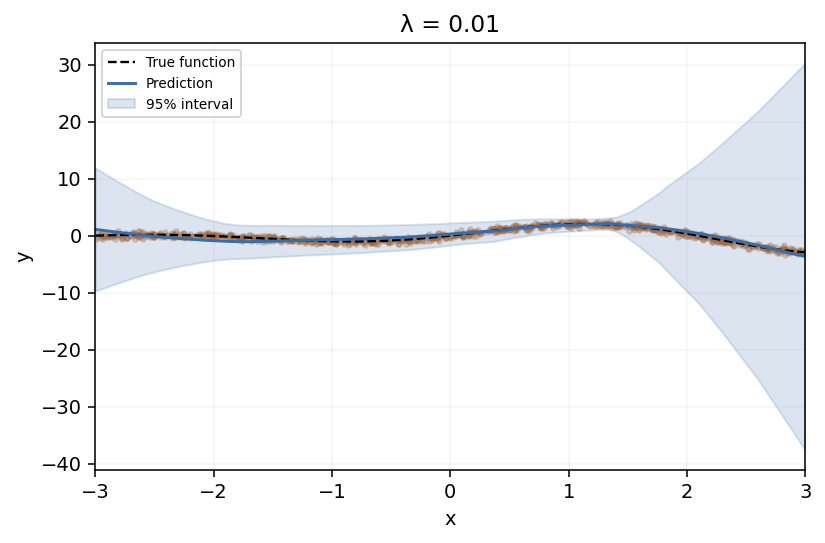 λ = 0.01
True function
Prediction
95% interval
30
20
10
0
−10
−20
−30
−40
y
−3
−2
−1
0
1
2
3
x